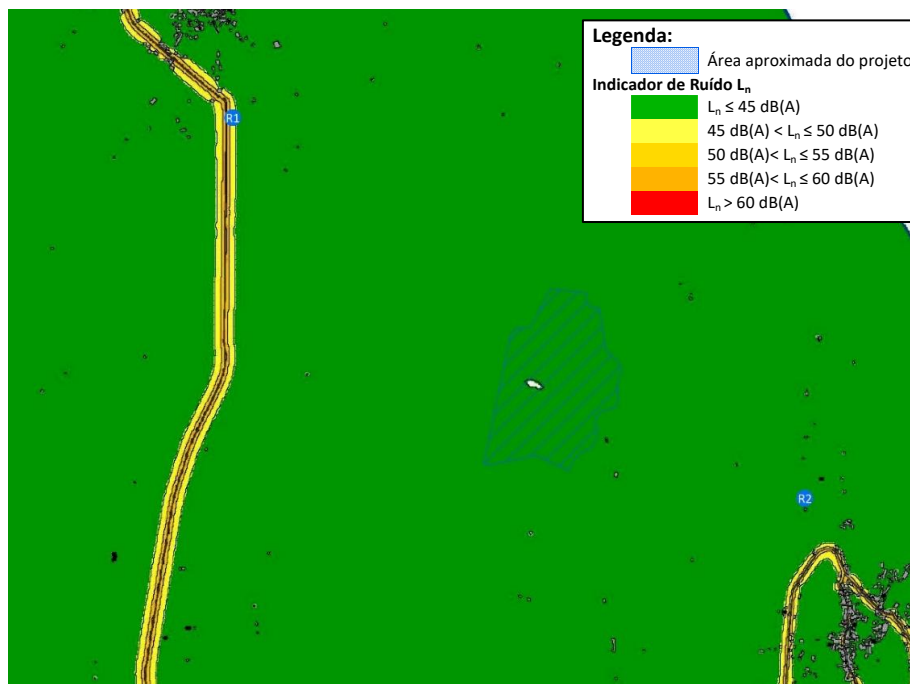 Legenda:
Área aproximada do projeto
Indicador de Ruído Ln
Ln ≤ 45 dB(A)
45 dB(A) < Ln ≤ 50 dB(A)
50 dB(A)< Ln ≤ 55 dB(A)
55 dB(A)< Ln ≤ 60 dB(A)
Ln > 60 dB(A)
R1
R2